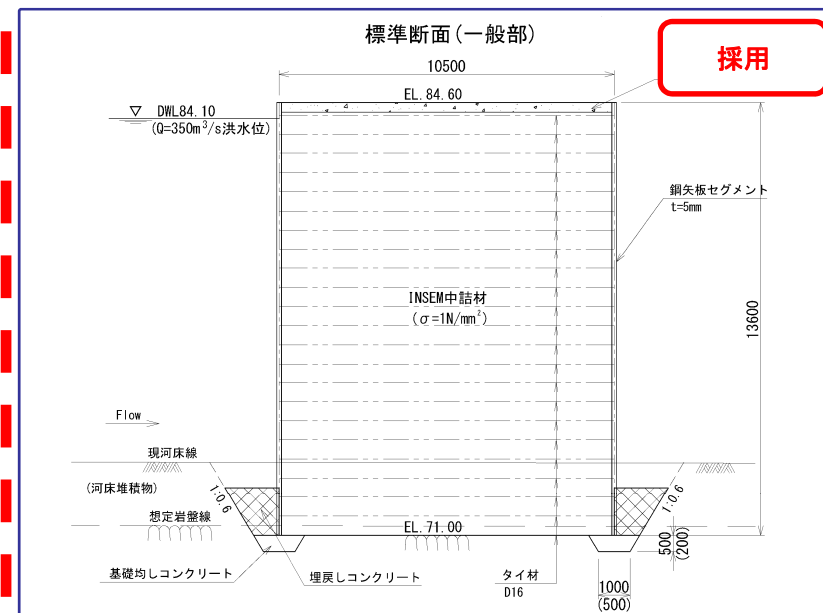 標準断面(一般部)
採用
10500
EL.84.60
DWL84.10
(Q=350m³/s洪水位)
鋼矢板セグメント
t=5mm
INSEM中詰材
(σ=1N/mm²)
13600
Flow
現河床線
(河床堆積物)
1:0.6
1:0.6
想定岩盤線
EL.71.00
500
(200)
基礎均しコンクリート
埋戻しコンクリート
タイ材
D16
1000
(500)